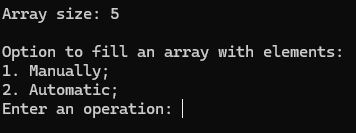 Array size: 5
Option to fill an array with elements:
1. Manually;
2. Automatic;
Enter an operation: